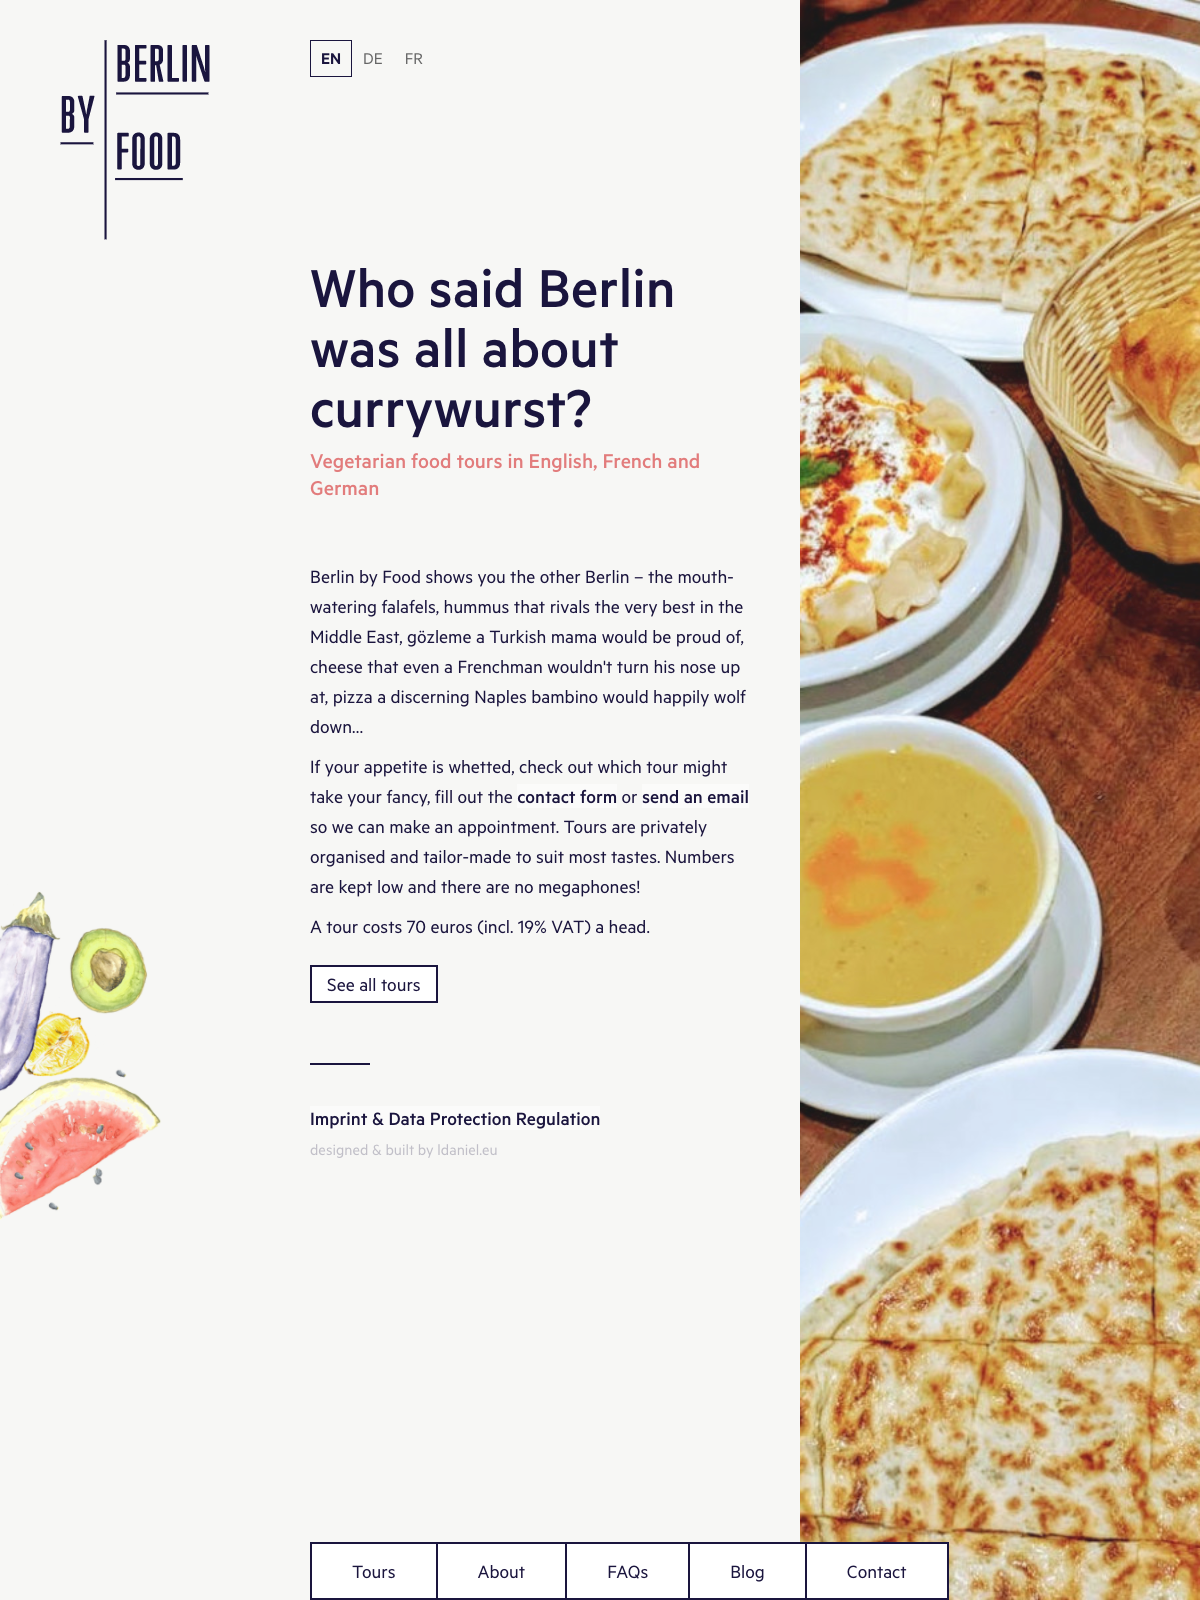 BERLIN
BY
FOOD
EN DE FR
Who said Berlin
was all about
currywurst?
Vegetarian food tours in English, French and
German
Berlin by Food shows you the other Berlin – the mouth-
watering falafels, hummus that rivals the very best in the
Middle East, gözleme a Turkish mama would be proud of,
cheese that even a Frenchman wouldn't turn his nose up
at, pizza a discerning Naples bambino would happily wolf
down...
If your appetite is whetted, check out which tour might
take your fancy, fill out the contact form or send an email
so we can make an appointment. Tours are privately
organised and tailor-made to suit most tastes. Numbers
are kept low and there are no megaphones!
A tour costs 70 euros (incl. 19% VAT) a head.
See all tours
Imprint & Data Protection Regulation
designed & built by ldaniel.eu
Tours About FAQs Blog Contact